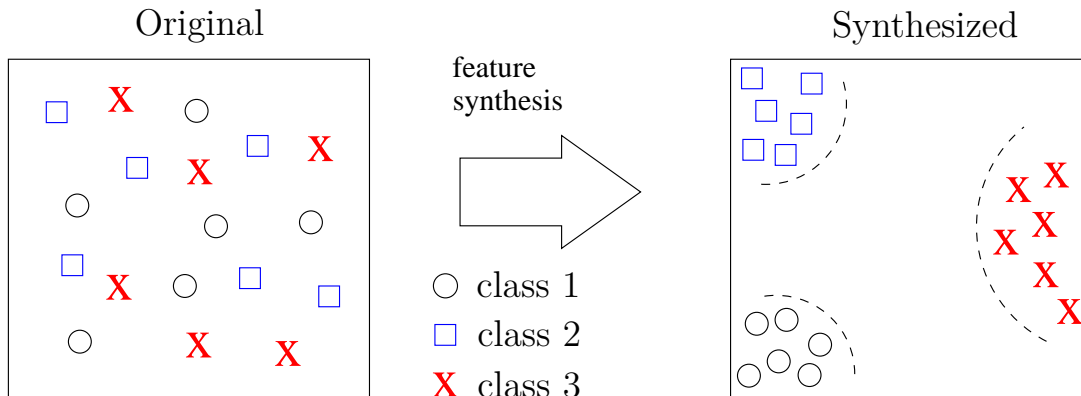 Original
feature
synthesis
Synthesized
X
X
X
X
X
X
class 1
class 2
X class 3
X
X
X
X
X
X